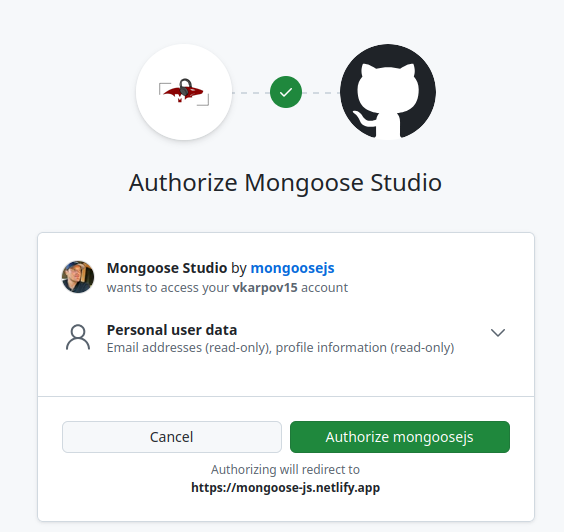 Authorize Mongoose Studio
Mongoose Studio by mongoosejs
wants to access your vkarpov15 account
Personal user data
Email addresses (read-only), profile information (read-only)
Cancel
Authorize mongoosejs
Authorizing will redirect to
https://mongoose-js.netlify.app